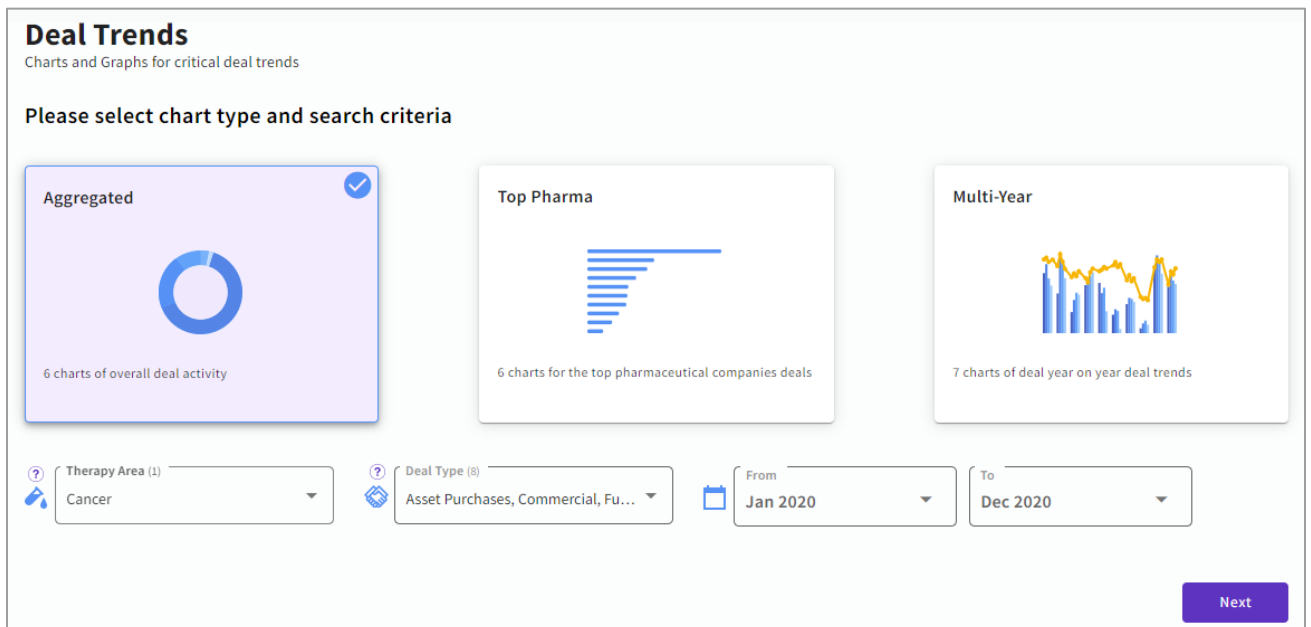 Deal Trends
Charts and Graphs for critical deal trends
Please select chart type and search criteria
Aggregated
6 charts of overall deal activity
Top Pharma
6 charts for the top pharmaceutical companies deals
Multi-Year
7 charts of deal year on year deal trends
?
Therapy Area (1)
Cancer
?
Deal Type (8)
Asset Purchases, Commercial, Fu...
From
Jan 2020
To
Dec 2020
Next